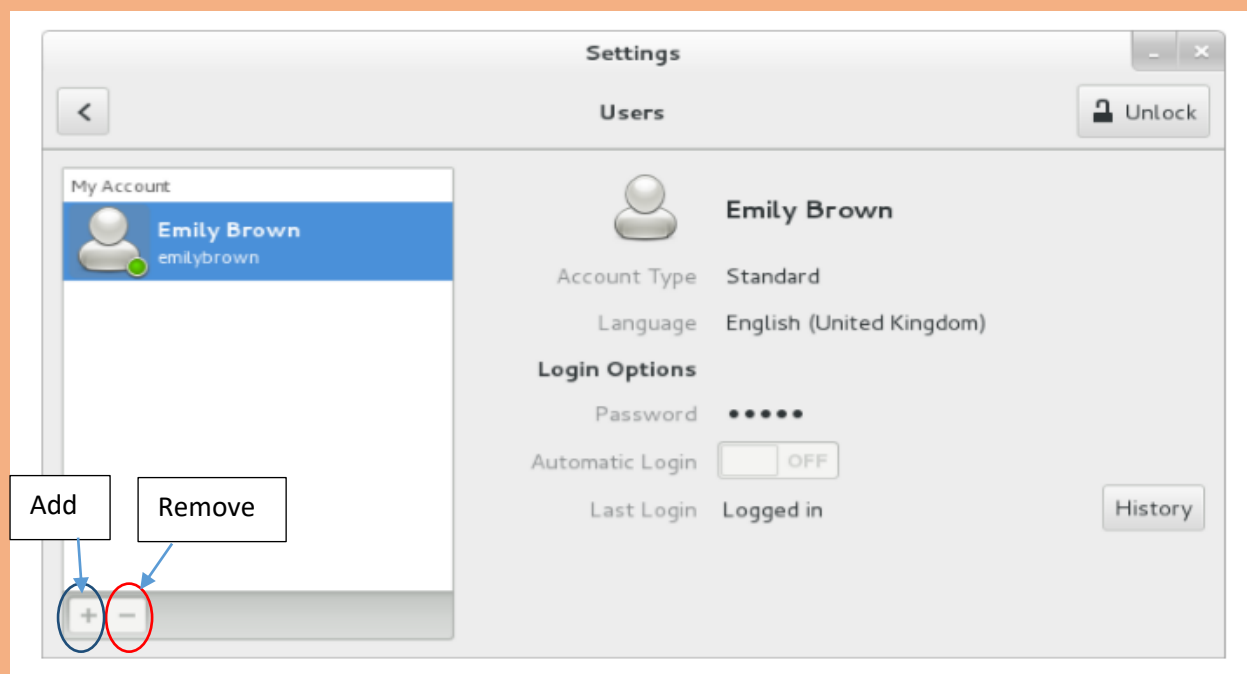 Settings
Users
Unlock
My Account
Emily Brown
emilybrown
Emily Brown
Account Type Standard
Language English (United Kingdom)
Login Options
Password •••••
Automatic Login OFF
Last Login Logged in
History
Add
Remove